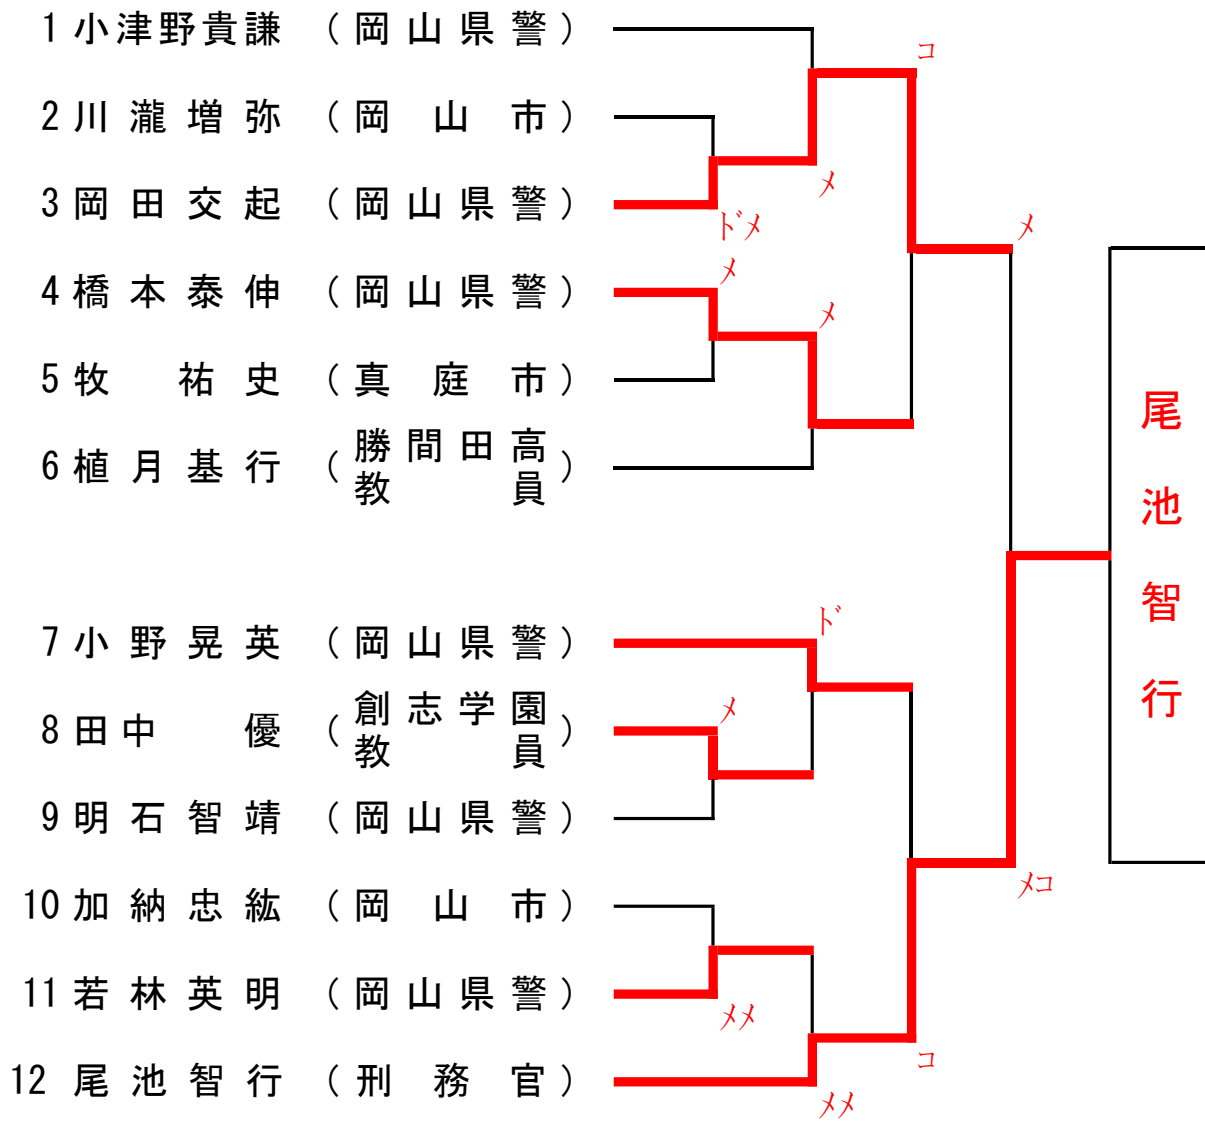 1 小津野貴謙 (岡山県警)
コ
2 川瀧増弥 (岡山市)
メ
3 岡田交起 (岡山県警)
ドメ
メ
メ
4 橋本泰伸 (岡山県警)
メ
5 牧祐史 (真庭市)
6 植月基行 (勝間田高
教員)
尾池智行
ド
7 小野晃英 (岡山県警)
メ
8 田中優 (創志学園
教員)
9 明石智靖 (岡山県警)
メコ
10 加納忠紘 (岡山市)
11 若林英明 (岡山県警)
メメ
コ
12 尾池智行 (刑務官)
メメ